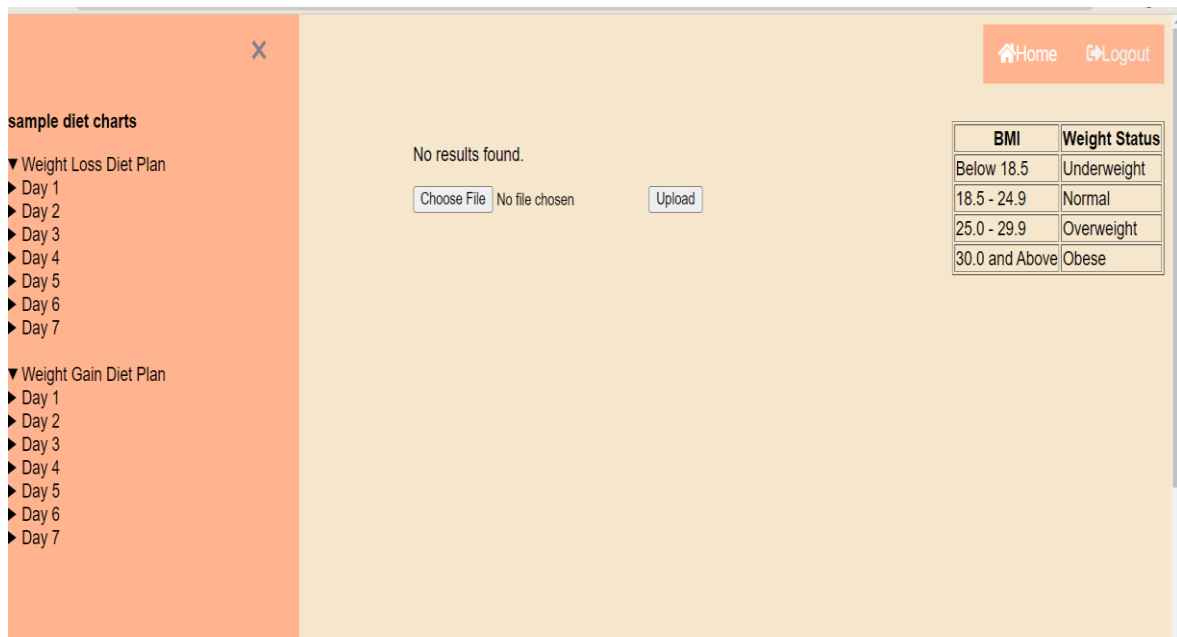 X
Home Logout
sample diet charts
▼ Weight Loss Diet Plan
▶ Day 1
▶ Day 2
▶ Day 3
▶ Day 4
▶ Day 5
▶ Day 6
▶ Day 7
▼ Weight Gain Diet Plan
▶ Day 1
▶ Day 2
▶ Day 3
▶ Day 4
▶ Day 5
▶ Day 6
▶ Day 7
No results found.
Choose File No file chosen Upload
BMI Weight Status
Below 18.5 Underweight
18.5 - 24.9 Normal
25.0 - 29.9 Overweight
30.0 and Above Obese